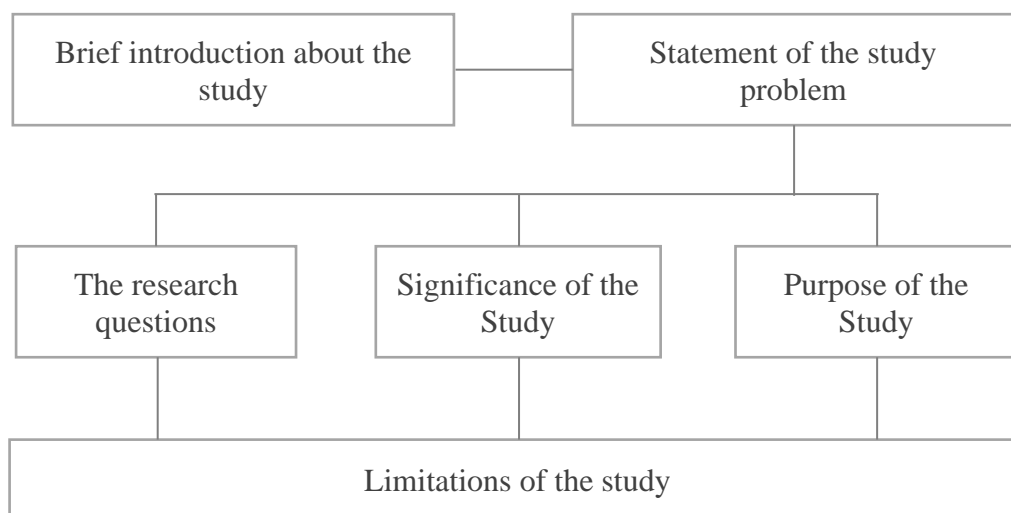 Brief introduction about the
study
Statement of the study
problem
The research
questions
Significance of the
Study
Purpose of the
Study
Limitations of the study